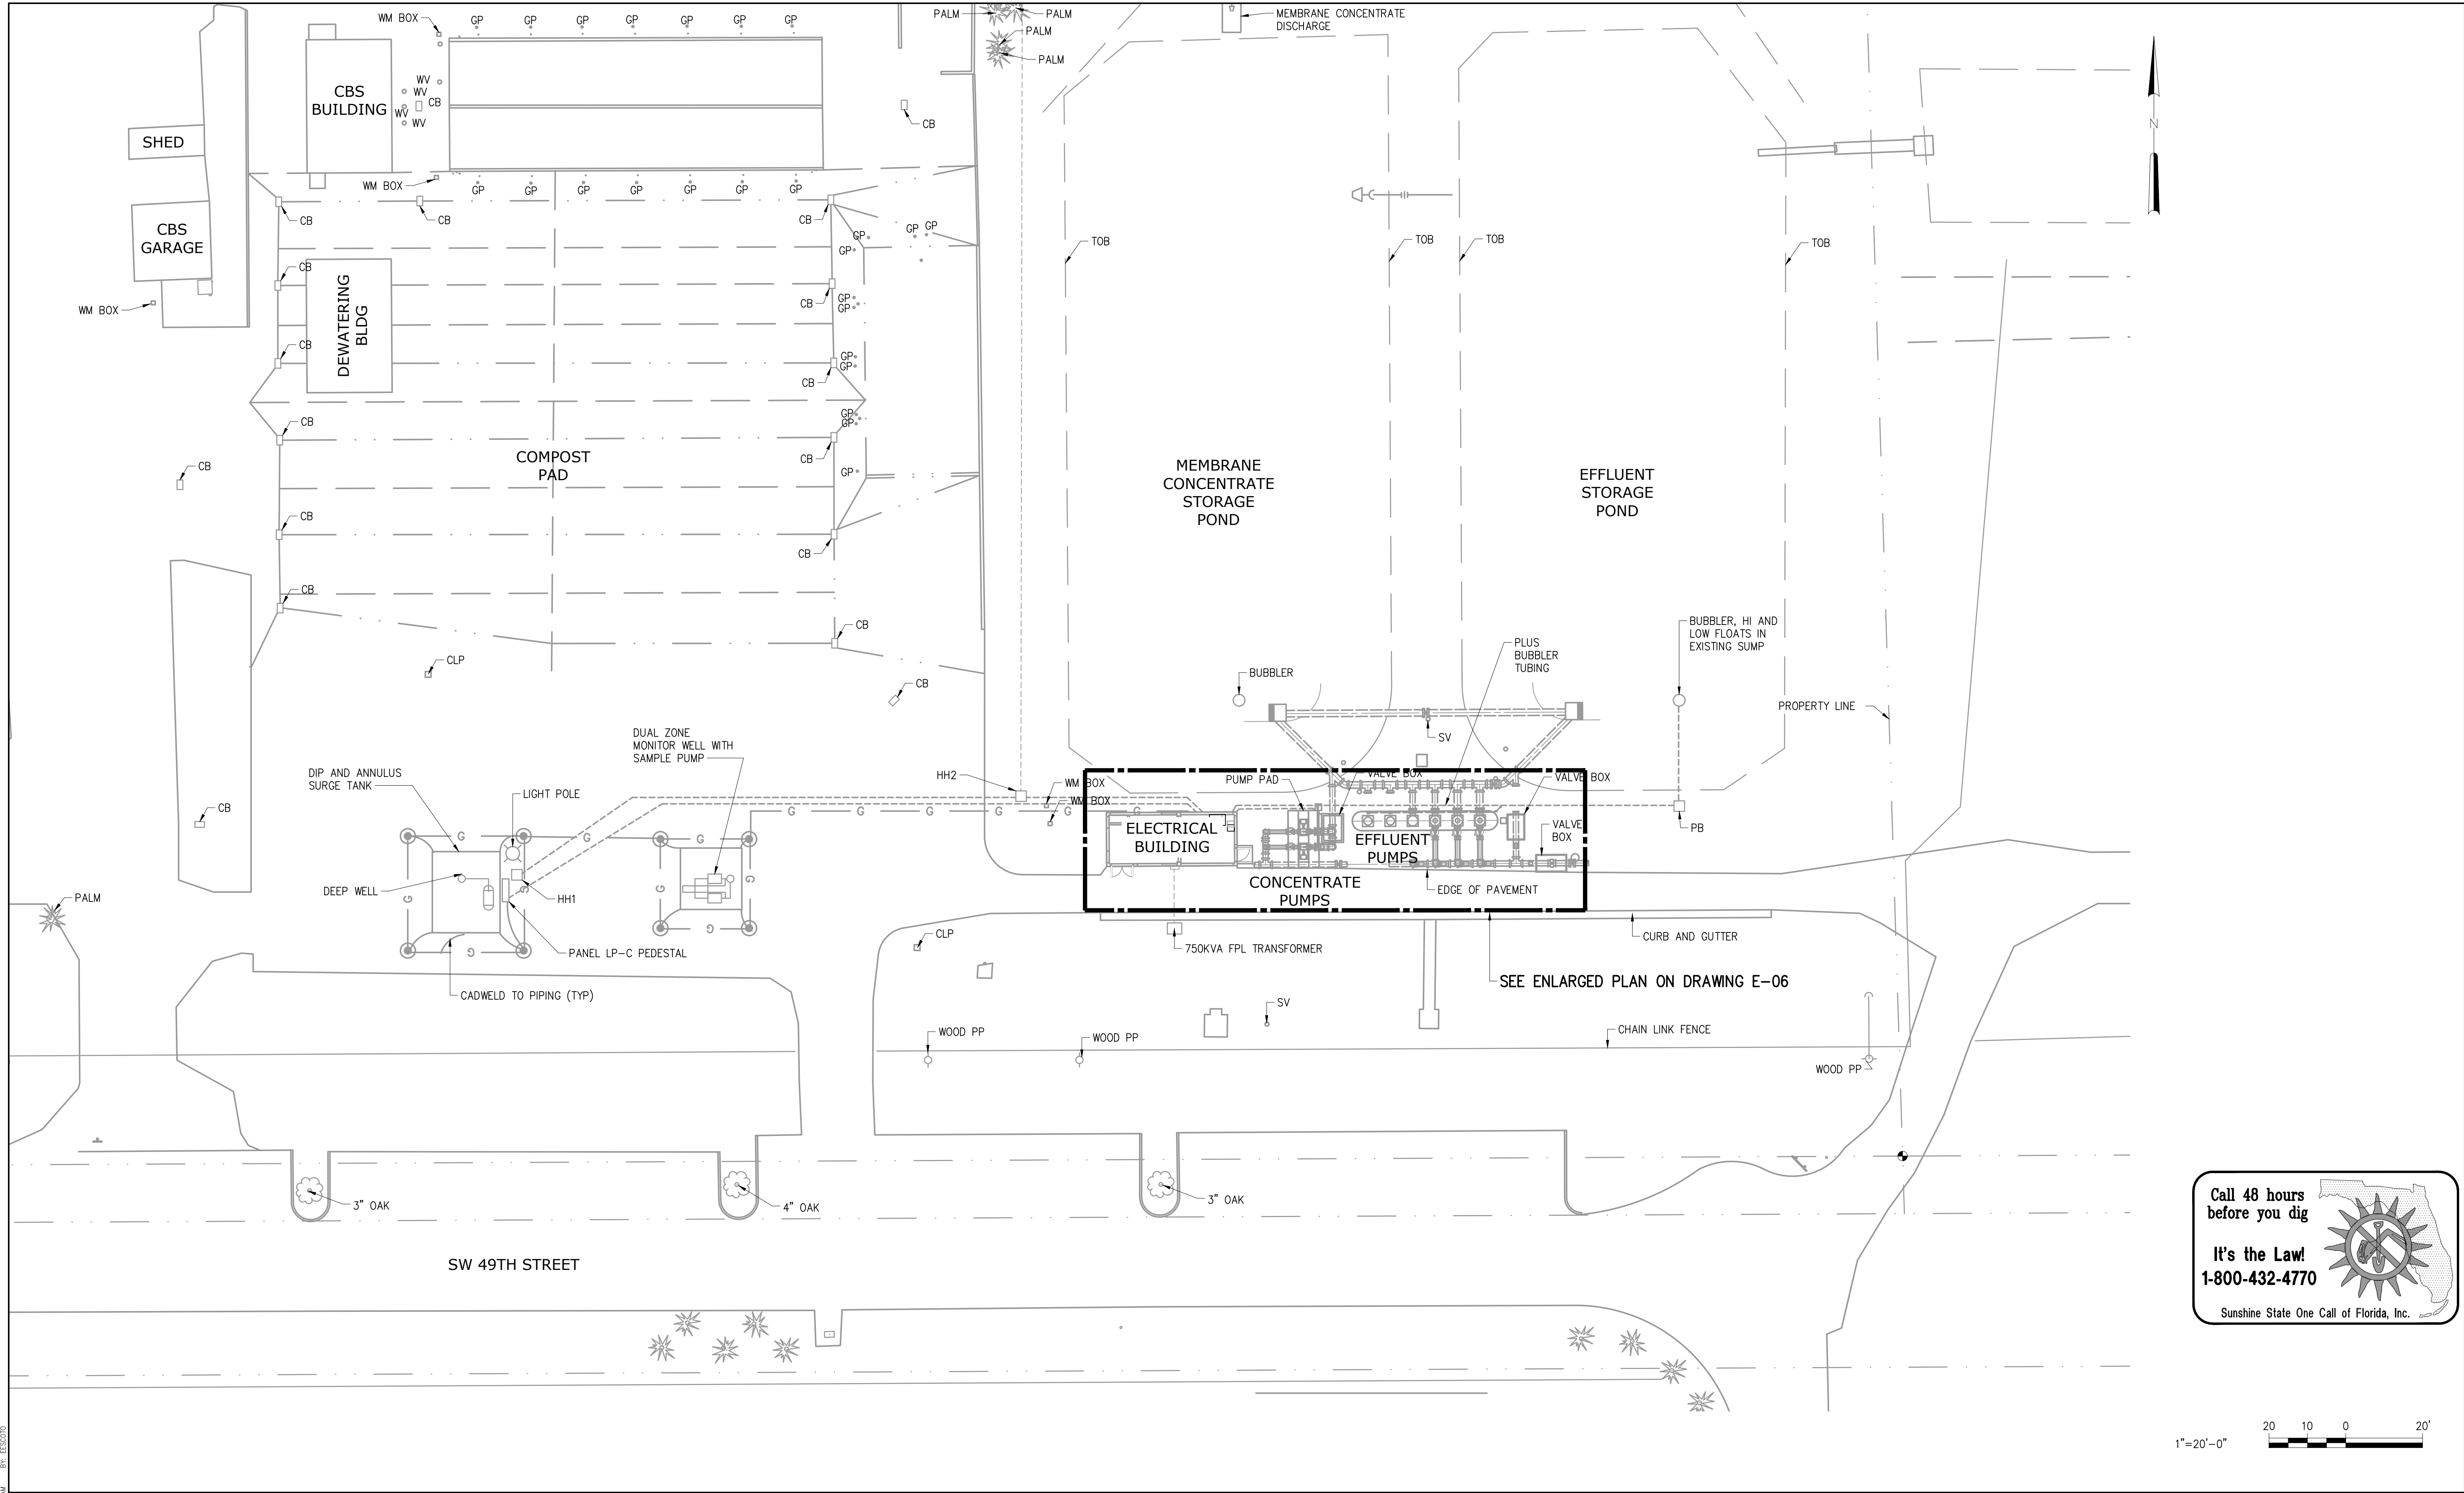 WM BOX
GP GP GP GP GP GP GP
PALM
PALM
PALM
PALM
MEMBRANE CONCENTRATE
DISCHARGE
CBS
BUILDING
WV
WV
CB
WV
WV
CB
SHED
WM BOX
GP GP GP GP GP GP GP
N
CBS
GARAGE
CB
CB
CB
GP
GP GP
GP
TOB
TOB
TOB
TOB
CB
DEWATERING
BLDG
WM BOX
CB
GP
GP
CB
GP
GP
CB
GP
GP
CB
COMPOST
PAD
CB
GP
CB
MEMBRANE
CONCENTRATE
STORAGE
POND
EFFLUENT
STORAGE
POND
CB
CB
CB
CB
CLP
CB
BUBBLER
PLUS
BUBBLER
TUBING
BUBBLER, HI AND
LOW FLOATS IN
EXISTING SUMP
PROPERTY LINE
SV
DUAL ZONE
MONITOR WELL WITH
SAMPLE PUMP
DIP AND ANNULUS
SURGE TANK
LIGHT POLE
HH2
WM BOX
WM BOX
PUMP PAD
VALVE BOX
VALVE BOX
CB
G G G G G G
G G G
ELECTRICAL
BUILDING
EFFLUENT
PUMPS
VALVE
BOX
PB
DEEP WELL
G G G G
HH1
CONCENTRATE
PUMPS
EDGE OF PAVEMENT
PALM
G G
CLP
PANEL LP-C PEDESTAL
750KVA FPL TRANSFORMER
CURB AND GUTTER
CADWELD TO PIPING (TYP)
SEE ENLARGED PLAN ON DRAWING E-06
SV
WOOD PP
WOOD PP
CHAIN LINK FENCE
WOOD PP
3" OAK
4" OAK
3" OAK
SW 49TH STREET
Call 48 hours
before you dig
It's the Law!
1-800-432-4770
Sunshine State One Call of Florida, Inc.
1"=20'-0"
20 10 0 20'
BY: EESCOTO
AM